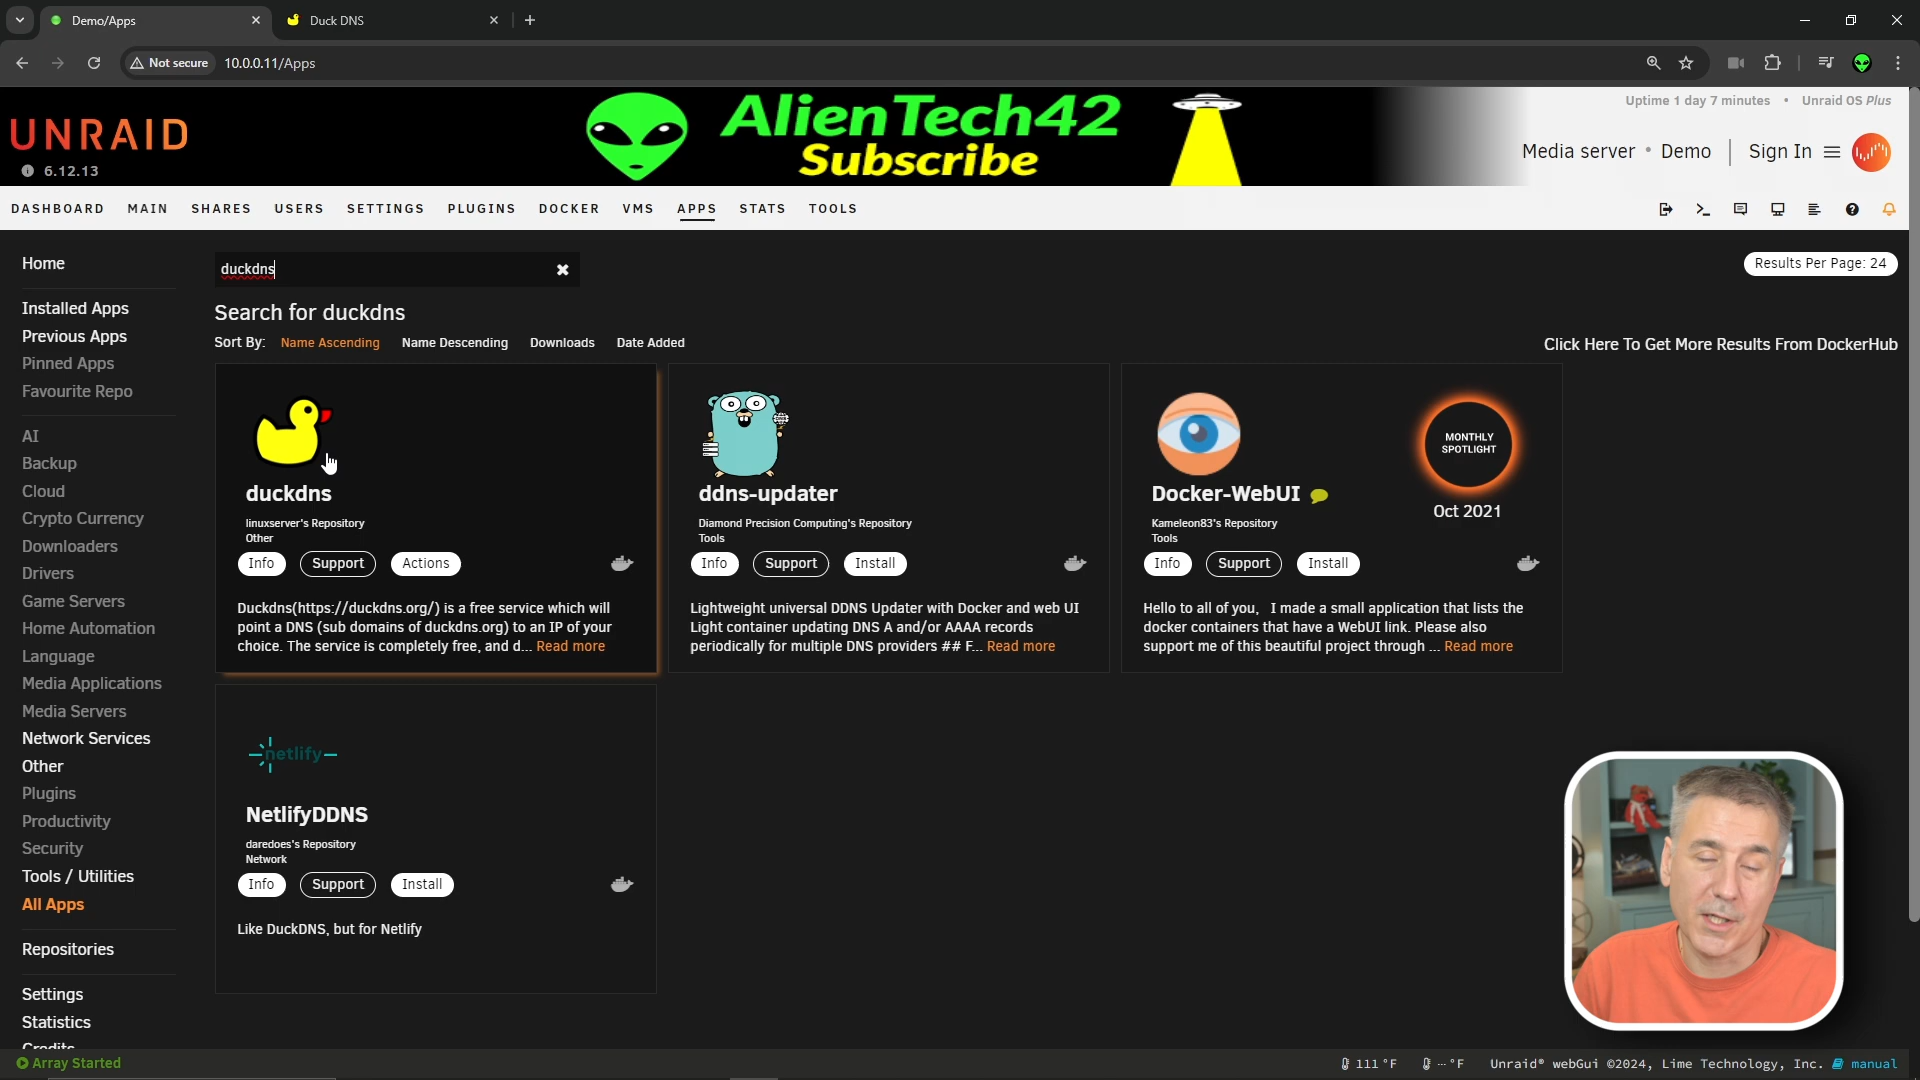 Demo/Apps
Duck DNS
Not secure
10.0.0.11/Apps
UNRAID
6.12.13
AlienTech42
Subscribe
Uptime 1 day 7 minutes • Unraid OS Plus
Media server • Demo
Sign In
DASHBOARD MAIN SHARES USERS SETTINGS PLUGINS DOCKER VMS APPS STATS TOOLS
Home
Installed Apps
Previous Apps
Pinned Apps
Favourite Repo
AI
Backup
Cloud
Crypto Currency
Downloaders
Drivers
Game Servers
Home Automation
Language
Media Applications
Media Servers
Network Services
Other
Plugins
Productivity
Security
Tools / Utilities
All Apps
Repositories
Settings
Statistics
Credits
duckdns
Results Per Page: 24
Search for duckdns
Sort By: Name Ascending Name Descending Downloads Date Added
Click Here To Get More Results From DockerHub
duckdns
linuxserver's Repository
Other
Info Support Actions
Duckdns(https://duckdns.org/) is a free service which will
point a DNS (sub domains of duckdns.org) to an IP of your
choice. The service is completely free, and d... Read more
ddns-updater
Diamond Precision Computing's Repository
Tools
Info Support Install
Lightweight universal DDNS Updater with Docker and web UI
Light container updating DNS A and/or AAAA records
periodically for multiple DNS providers ## F... Read more
MONTHLY
SPOTLIGHT
Oct 2021
Docker-WebUI
Kameleon83's Repository
Tools
Info Support Install
Hello to all of you, I made a small application that lists the
docker containers that have a WebUI link. Please also
support me of this beautiful project through ... Read more
netlify
NetlifyDDNS
daredoes's Repository
Network
Info Support Install
Like DuckDNS, but for Netlify
Array Started
111 °F
-- °F
Unraid® webGui ©2024, Lime Technology, Inc.
manual